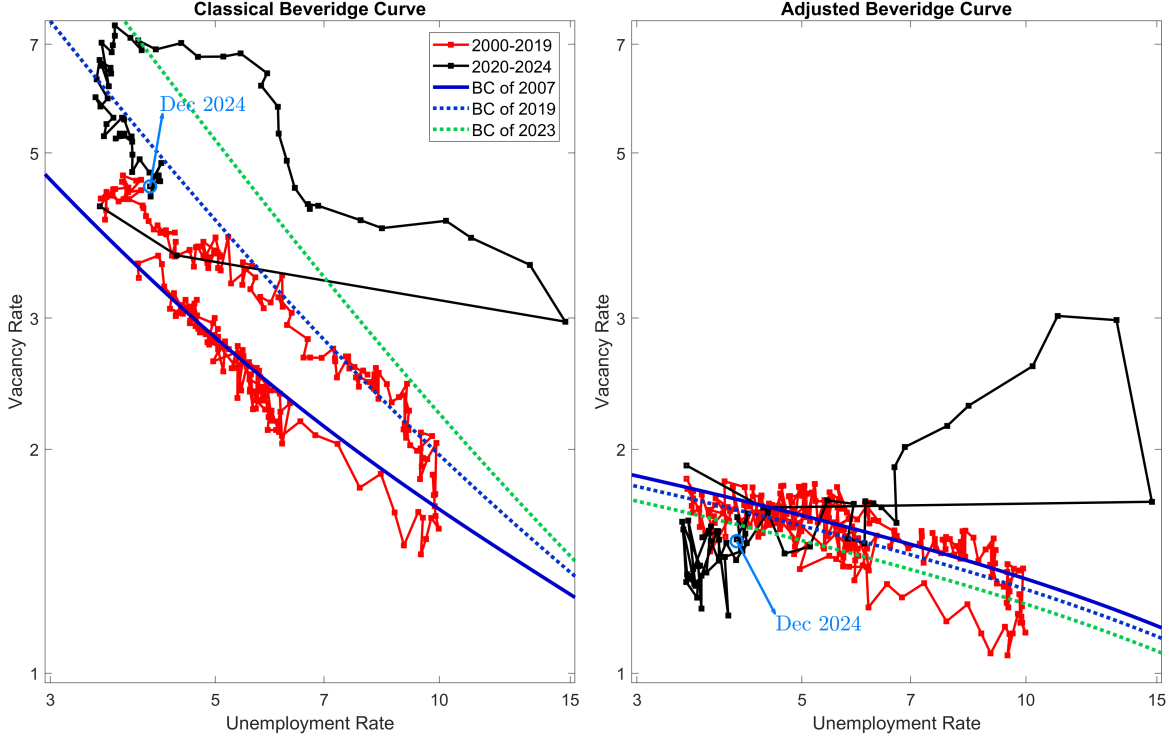 Classical Beveridge Curve
7
5
3
2
1
3
5
7
10
15
Vacancy Rate
Unemployment Rate
Dec 2024
2000-2019
2020-2024
BC of 2007
BC of 2019
BC of 2023
Adjusted Beveridge Curve
7
5
3
2
1
3
5
7
10
15
Vacancy Rate
Unemployment Rate
Dec 2024